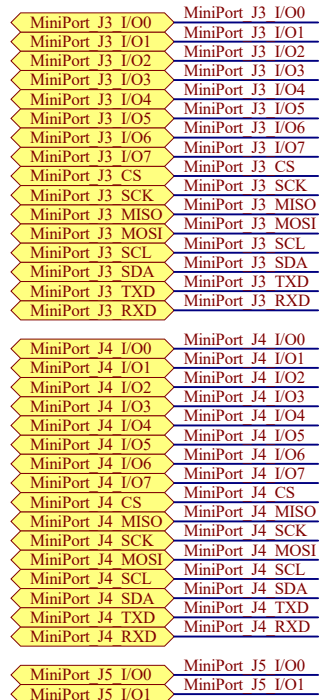 MiniPort_J3_I/O0 MiniPort_J3_I/O0
MiniPort_J3_I/O1 MiniPort_J3_I/O1
MiniPort_J3_I/O2 MiniPort_J3_I/O2
MiniPort_J3_I/O3 MiniPort_J3_I/O3
MiniPort_J3_I/O4 MiniPort_J3_I/O4
MiniPort_J3_I/O5 MiniPort_J3_I/O5
MiniPort_J3_I/O6 MiniPort_J3_I/O6
MiniPort_J3_I/O7 MiniPort_J3_I/O7
MiniPort_J3_CS MiniPort_J3_CS
MiniPort_J3_SCK MiniPort_J3_SCK
MiniPort_J3_MISO MiniPort_J3_MISO
MiniPort_J3_MOSI MiniPort_J3_MOSI
MiniPort_J3_SCL MiniPort_J3_SCL
MiniPort_J3_SDA MiniPort_J3_SDA
MiniPort_J3_TXD MiniPort_J3_TXD
MiniPort_J3_RXD MiniPort_J3_RXD
MiniPort_J4_I/O0 MiniPort_J4_I/O0
MiniPort_J4_I/O1 MiniPort_J4_I/O1
MiniPort_J4_I/O2 MiniPort_J4_I/O2
MiniPort_J4_I/O3 MiniPort_J4_I/O3
MiniPort_J4_I/O4 MiniPort_J4_I/O4
MiniPort_J4_I/O5 MiniPort_J4_I/O5
MiniPort_J4_I/O6 MiniPort_J4_I/O6
MiniPort_J4_I/O7 MiniPort_J4_I/O7
MiniPort_J4_CS MiniPort_J4_CS
MiniPort_J4_MISO MiniPort_J4_MISO
MiniPort_J4_SCK MiniPort_J4_SCK
MiniPort_J4_MOSI MiniPort_J4_MOSI
MiniPort_J4_SCL MiniPort_J4_SCL
MiniPort_J4_SDA MiniPort_J4_SDA
MiniPort_J4_TXD MiniPort_J4_TXD
MiniPort_J4_RXD MiniPort_J4_RXD
MiniPort_J5_I/O0 MiniPort_J5_I/O0
MiniPort_J5_I/O1 MiniPort_J5_I/O1